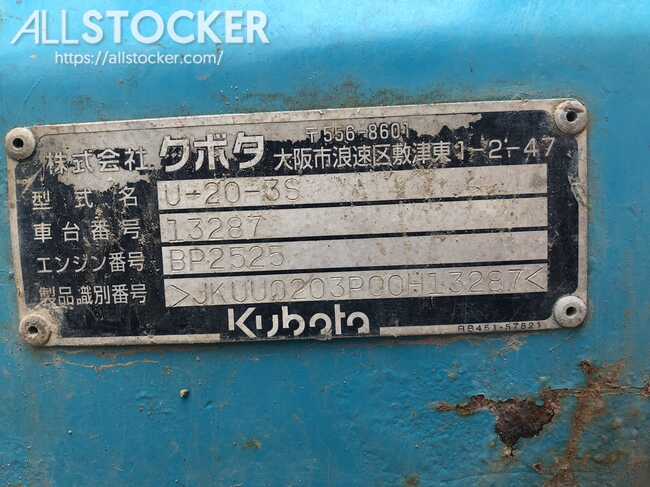 ALLSTOCKER
https://allstocker.com/
〒556-8601
株式会社 クボタ 大阪市浪速区敷津東1-2-47
型式名 U-20-3S
車台番号 13287
エンジン番号 BP2525
製品識別番号 >JKUU0203P00H13287<
Kubota
RB451-57821